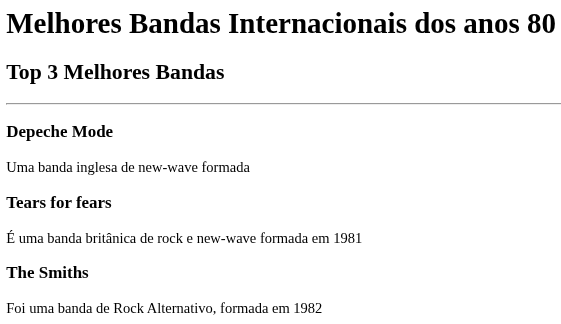 Melhores Bandas Internacionais dos anos 80
Top 3 Melhores Bandas
Depeche Mode
Uma banda inglesa de new-wave formada
Tears for fears
É uma banda britânica de rock e new-wave formada em 1981
The Smiths
Foi uma banda de Rock Alternativo, formada em 1982